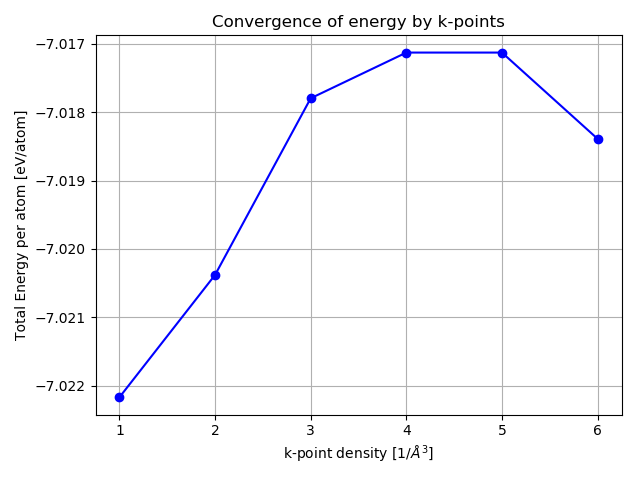 Convergence of energy by k-points
Total Energy per atom [eV/atom]
−7.017
−7.018
−7.019
−7.020
−7.021
−7.022
1 2 3 4 5 6
k-point density [1/Å³]